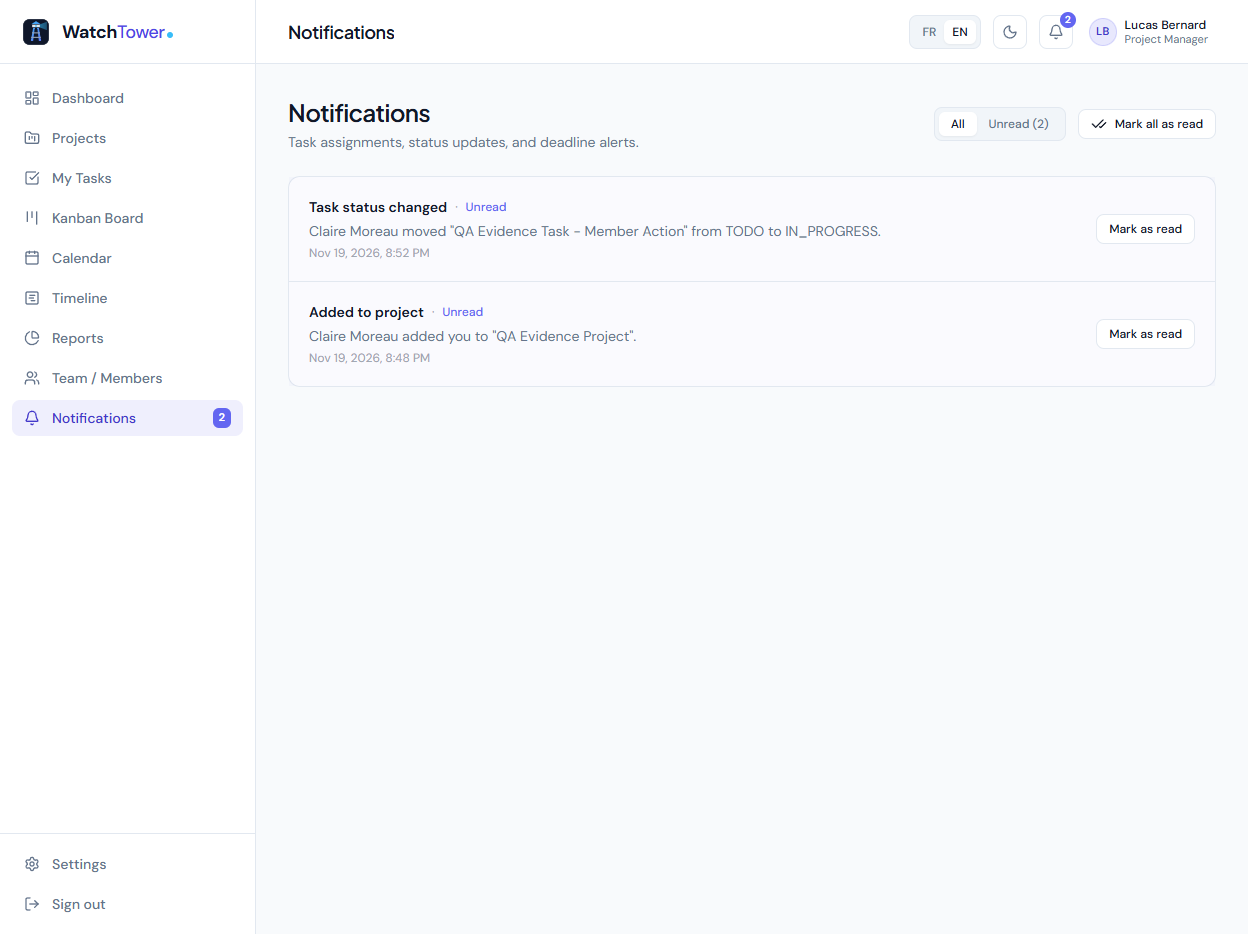 WatchTower
Notifications
FR EN
2
LB
Lucas Bernard
Project Manager
Dashboard
Projects
My Tasks
Kanban Board
Calendar
Timeline
Reports
Team / Members
Notifications 2
Settings
Sign out
Notifications
Task assignments, status updates, and deadline alerts.
All Unread (2) Mark all as read
Task status changed · Unread
Claire Moreau moved "QA Evidence Task - Member Action" from TODO to IN_PROGRESS.
Nov 19, 2026, 8:52 PM
Mark as read
Added to project · Unread
Claire Moreau added you to "QA Evidence Project".
Nov 19, 2026, 8:48 PM
Mark as read